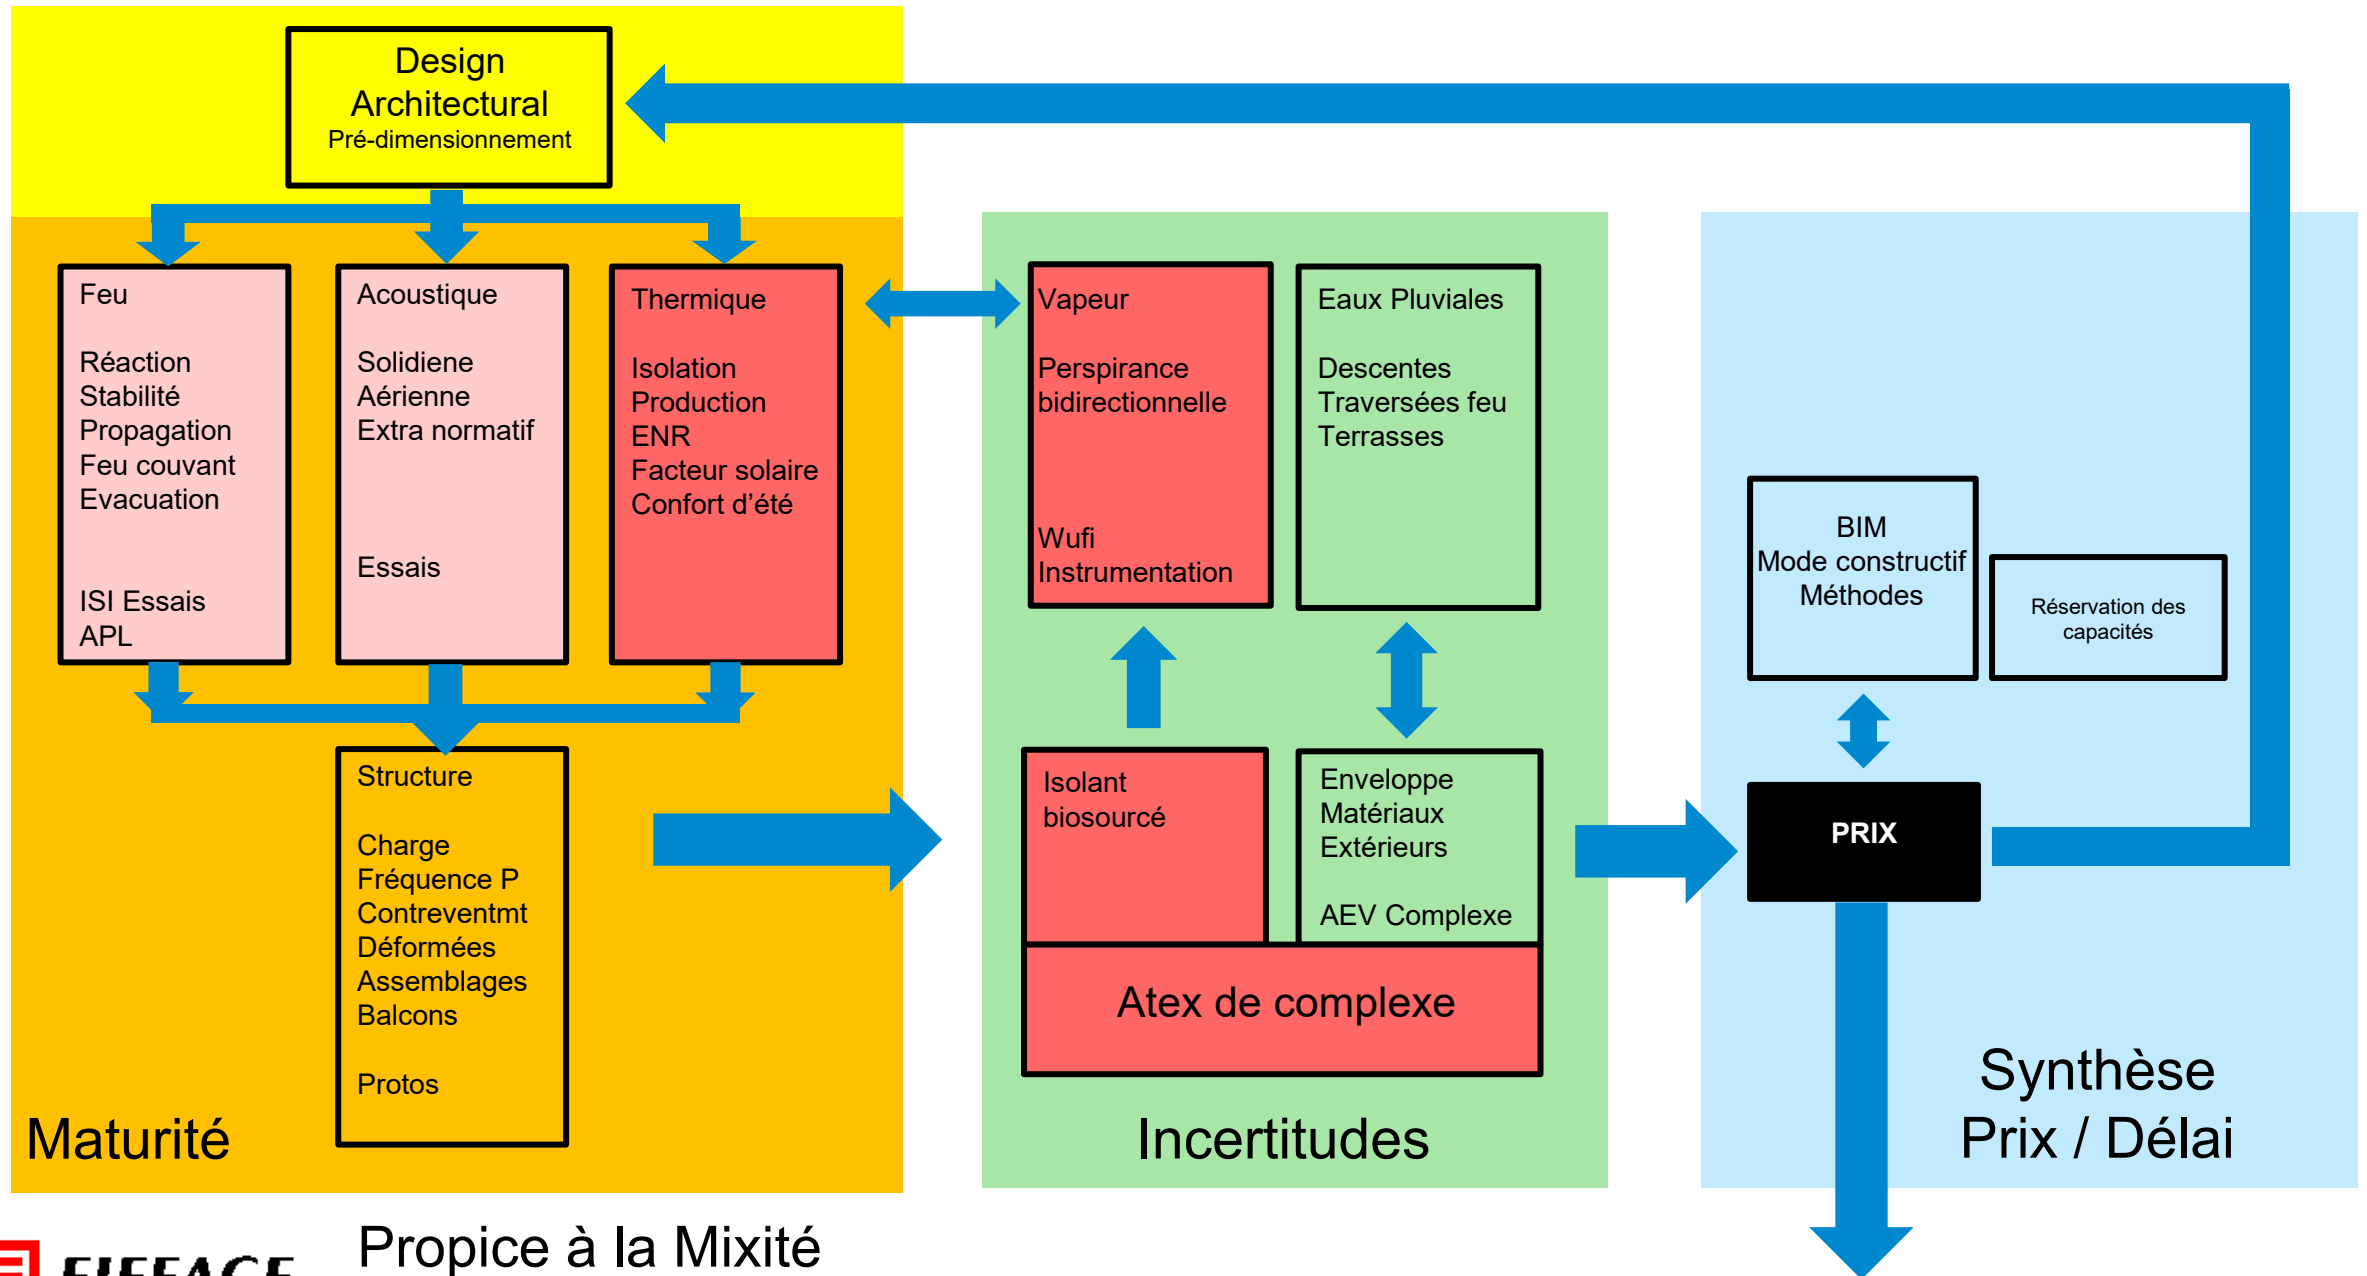 Design
Architectural
Pré-dimensionnement
Feu
Réaction
Stabilité
Propagation
Feu couvant
Evacuation
ISI Essais
APL
Acoustique
Solidiene
Aérienne
Extra normatif
Essais
Thermique
Isolation
Production
ENR
Facteur solaire
Confort d’été
Structure
Charge
Fréquence P
Contreventmt
Déformées
Assemblages
Balcons
Protos
Maturité
Vapeur
Perspirance
bidirectionnelle
Wufi
Instrumentation
Eaux Pluviales
Descentes
Traversées feu
Terrasses
Isolant
biosourcé
Enveloppe
Matériaux
Extérieurs
AEV Complexe
Atex de complexe
Incertitudes
BIM
Mode constructif
Méthodes
Réservation des
capacités
PRIX
Synthèse
Prix / Délai
Propice à la Mixité
EIFFAGE